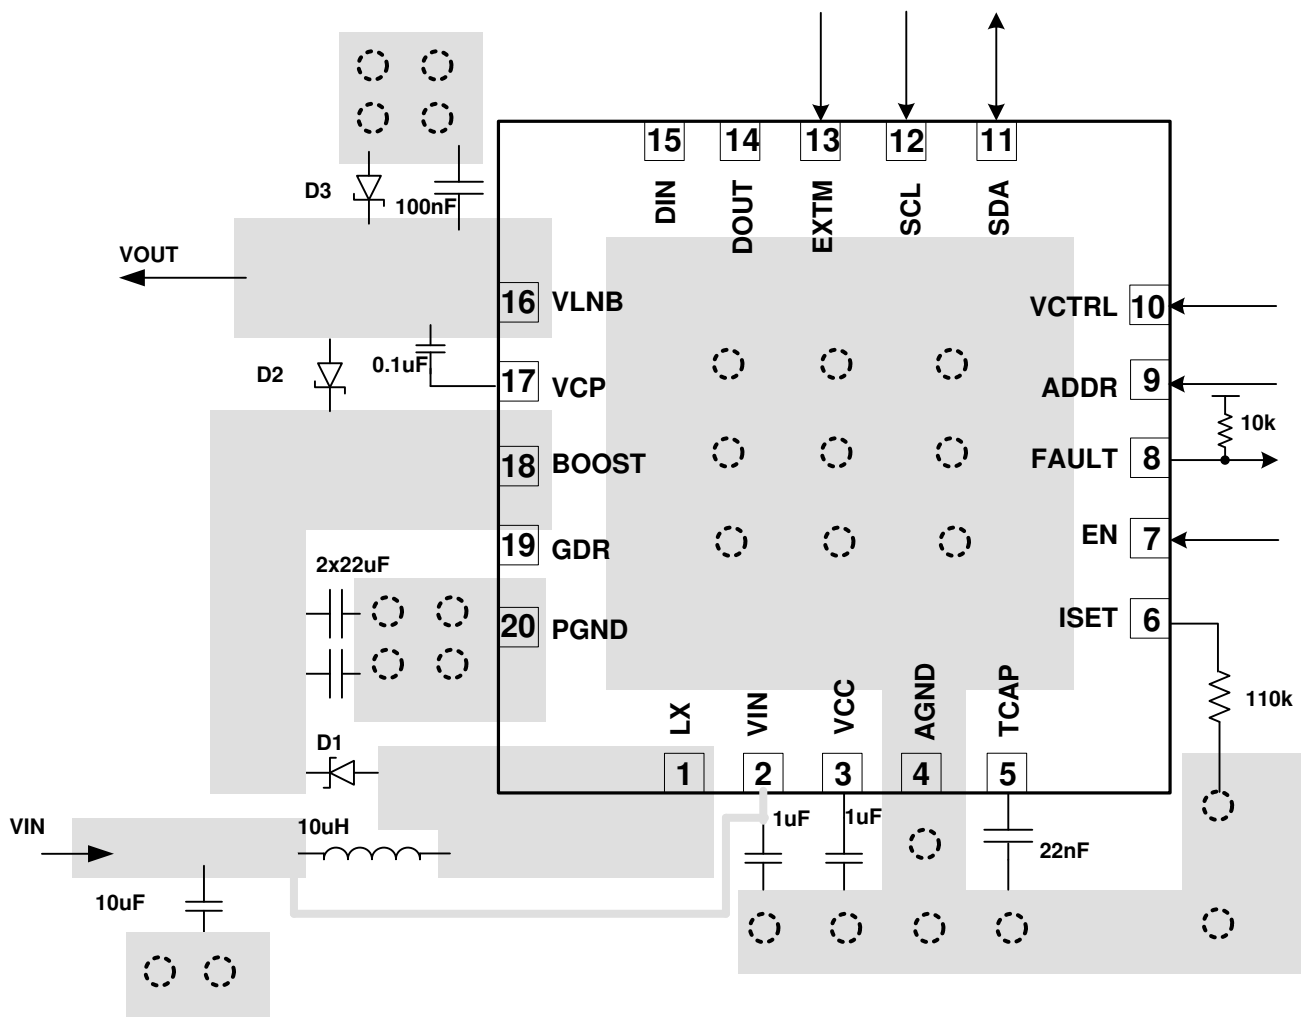 15
14
13
12
11
DIN
DOUT
EXTM
SCL
SDA
D3
100nF
VOUT
16
VLNB
VCTRL
10
D2
0.1uF
17
VCP
ADDR
9
10k
18
BOOST
FAULT
8
19
GDR
EN
7
2x22uF
20
PGND
ISET
6
LX
VIN
VCC
AGND
TCAP
110k
D1
1
2
3
4
5
VIN
10uH
1uF
1uF
22nF
10uF